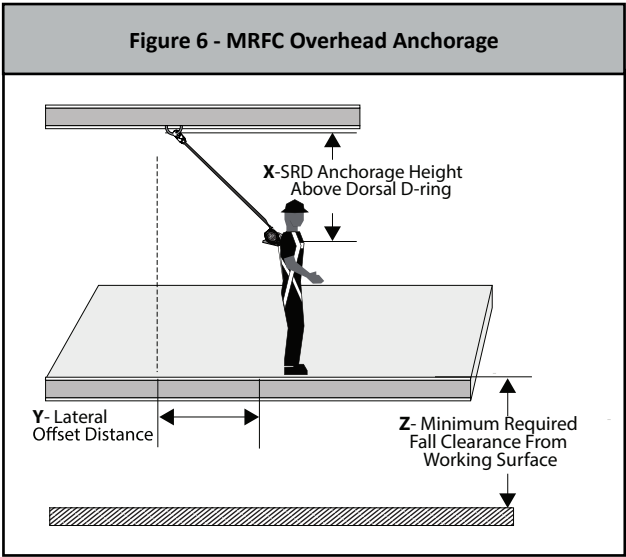 Figure 6 - MRFC Overhead Anchorage
X-SRD Anchorage Height
Above Dorsal D-ring
Y- Lateral
Offset Distance
Z- Minimum Required
Fall Clearance From
Working Surface